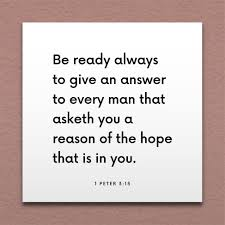 Be ready always
to give an answer
to every man that
asketh you a
reason of the hope
that is in you.
1 PETER 3:15